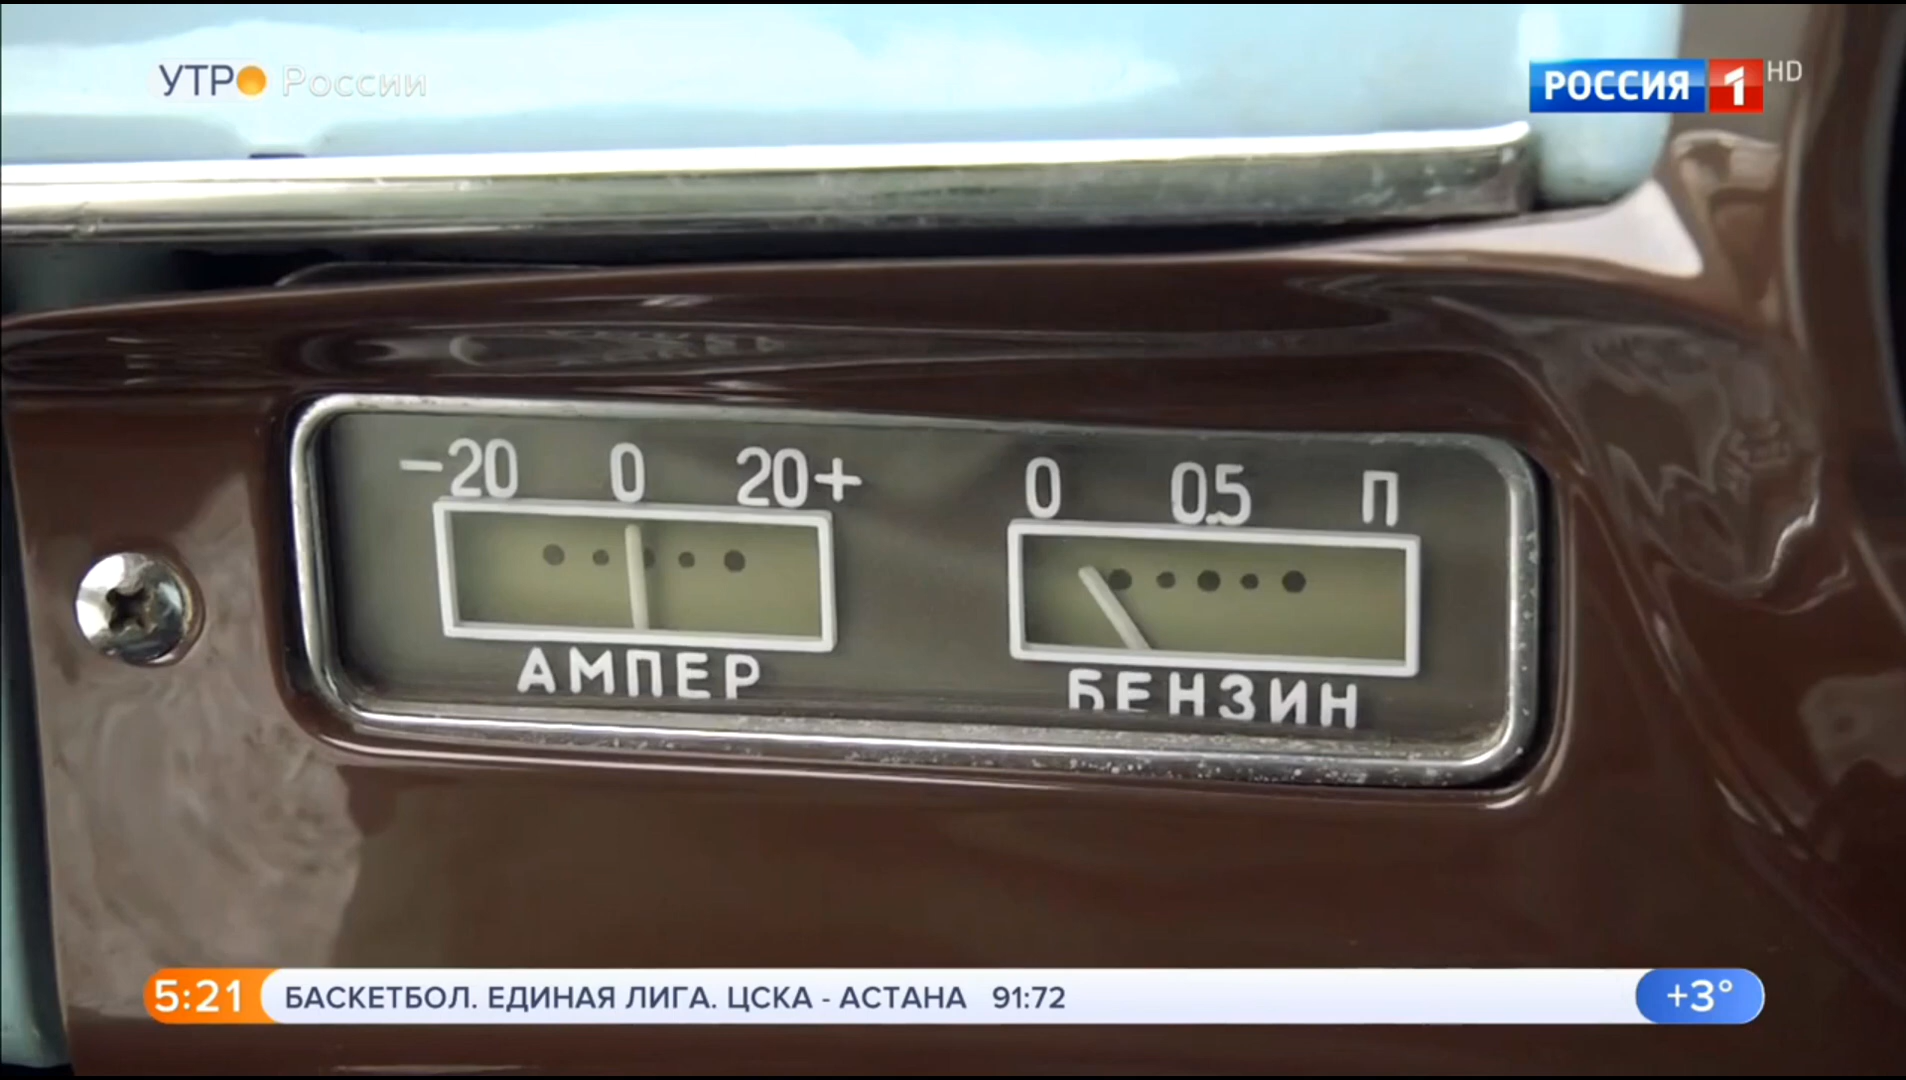 УТРО России
РОССИЯ 1 HD
-20 0 20+
0 0.5 П
АМПЕР
БЕНЗИН
5:21 БАСКЕТБОЛ. ЕДИНАЯ ЛИГА. ЦСКА - АСТАНА 91:72 +3°